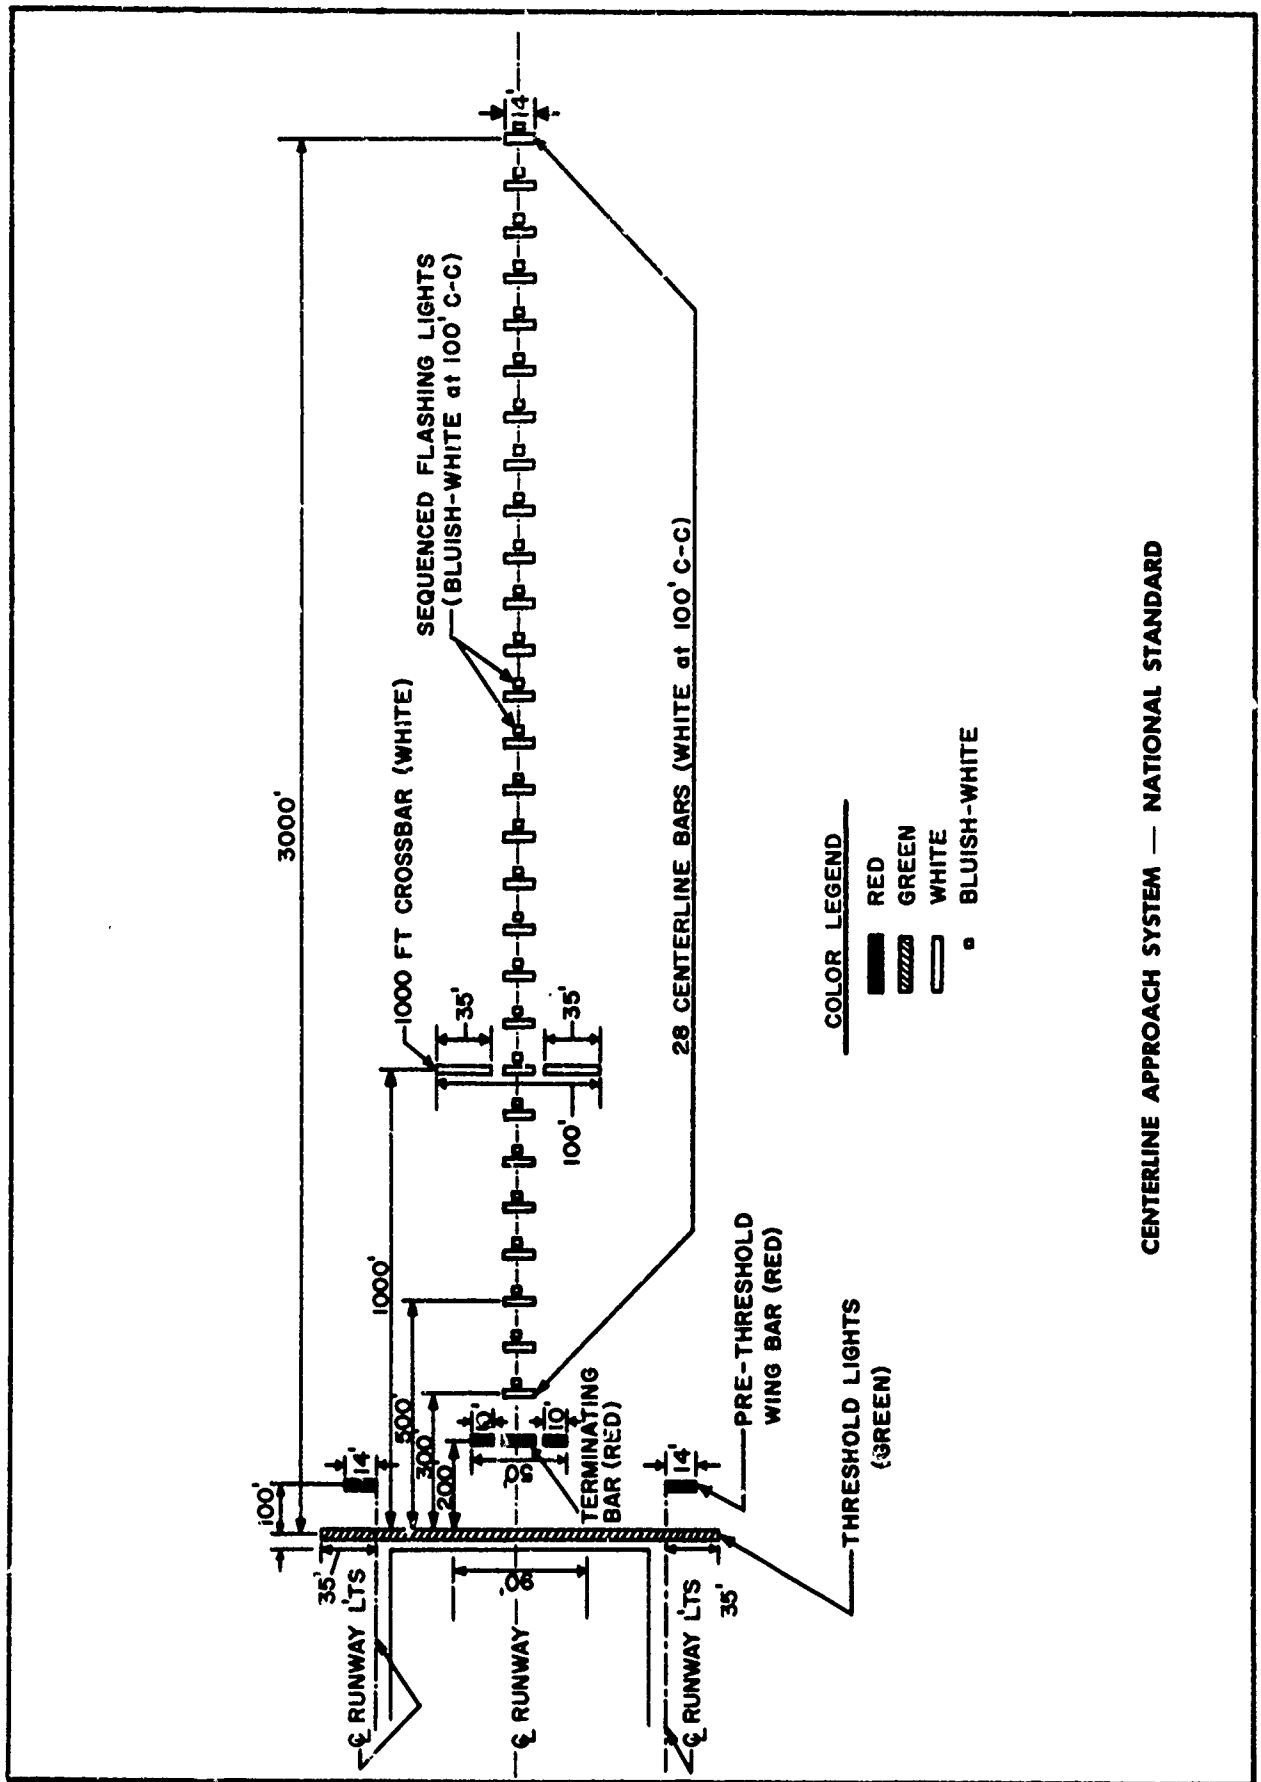 3000'
14'
SEQUENCED FLASHING LIGHTS
(BLUISH-WHITE at 100' C-C)
1000 FT CROSSBAR (WHITE)
35'
35'
100'
1000'
500'
300'
200'
100'
14'
10'
10'
50'
TERMINATING
BAR (RED)
28 CENTERLINE BARS (WHITE at 100' C-C)
14'
PRE-THRESHOLD
WING BAR (RED)
THRESHOLD LIGHTS
(GREEN)
35'
℄ RUNWAY LTS
℄ RUNWAY
℄ RUNWAY LTS
35'
COLOR LEGEND
RED
GREEN
WHITE
BLUISH-WHITE
CENTERLINE APPROACH SYSTEM — NATIONAL STANDARD